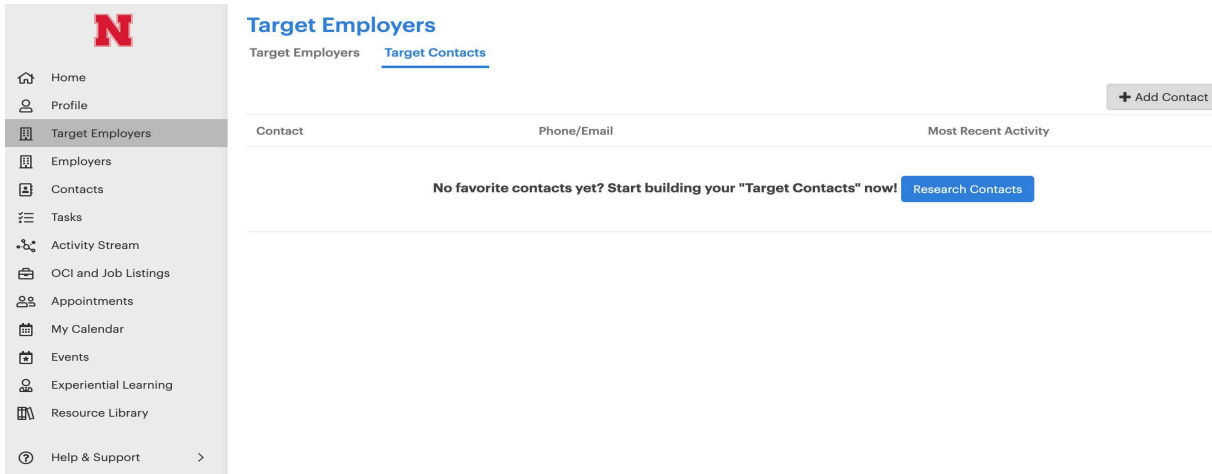 N
Home
Profile
Target Employers
Employers
Contacts
Tasks
Activity Stream
OCI and Job Listings
Appointments
My Calendar
Events
Experiential Learning
Resource Library
Help & Support
Target Employers
Target Employers Target Contacts
+ Add Contact
Contact Phone/Email Most Recent Activity
No favorite contacts yet? Start building your "Target Contacts" now! Research Contacts